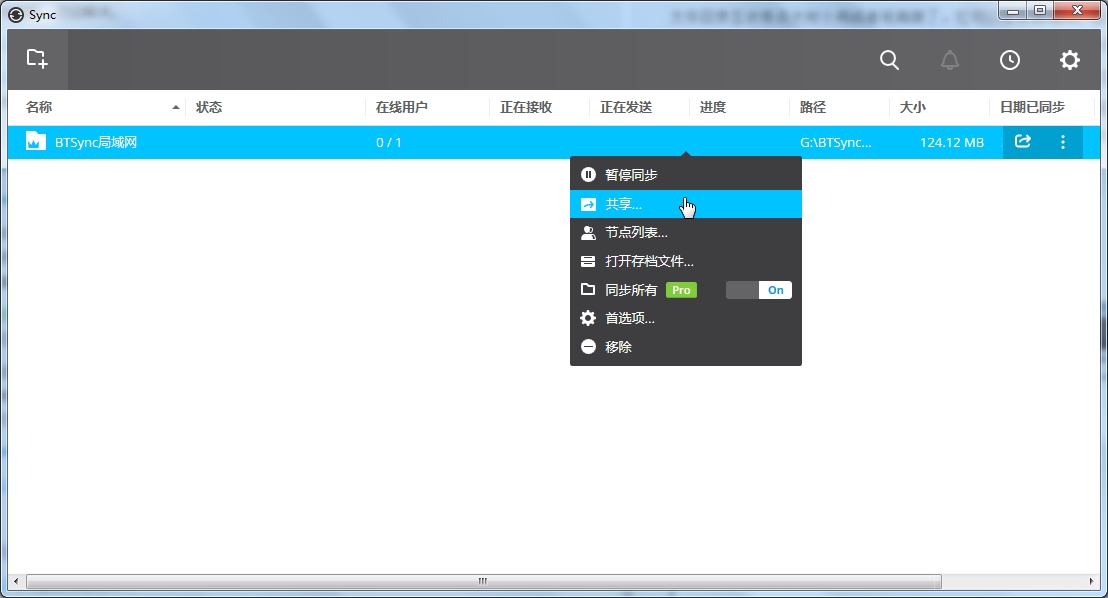 Sync
名称 状态 在线用户 正在接收 正在发送 进度 路径 大小 日期已同步
BTSync局域网 0 / 1 G:\BTSync... 124.12 MB
暂停同步
共享...
节点列表...
打开存档文件...
同步所有 Pro On
首选项...
移除